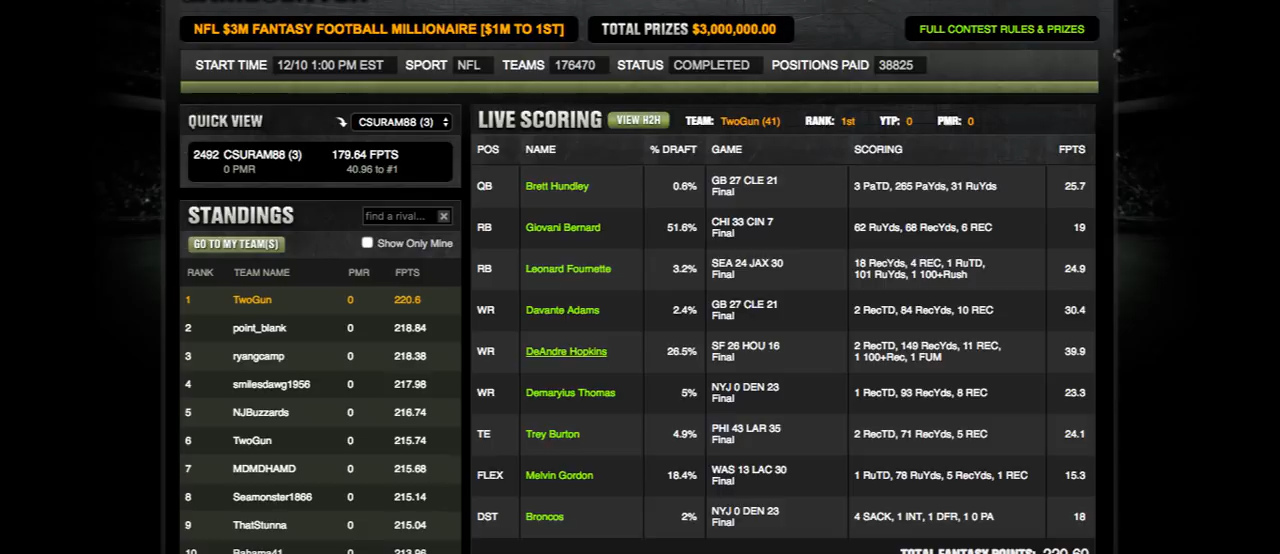 NFL $3M FANTASY FOOTBALL MILLIONAIRE [$1M TO 1ST] TOTAL PRIZES $3,000,000.00 FULL CONTEST RULES & PRIZES
START TIME 12/10 1:00 PM EST SPORT NFL TEAMS 176470 STATUS COMPLETED POSITIONS PAID 38825
QUICK VIEW CSURAM88 (3)
2492 CSURAM88 (3) 179.64 FPTS
0 PMR 40.96 to #1
STANDINGS find a rival...
GO TO MY TEAM(S) Show Only Mine
RANK TEAM NAME PMR FPTS
1 TwoGun 0 220.6
2 point_blank 0 218.84
3 ryangcamp 0 218.38
4 smilesdawg1956 0 217.98
5 NJBuzzards 0 216.74
6 TwoGun 0 215.74
7 MDMDHAMD 0 215.68
8 Seamonster1866 0 215.14
9 ThatStunna 0 215.04
10 Bahama41 0 213.96
LIVE SCORING VIEW H2H TEAM: TwoGun (41) RANK: 1st YTP: 0 PMR: 0
POS NAME % DRAFT GAME SCORING FPTS
QB Brett Hundley 0.6% GB 27 CLE 21 3 PaTD, 265 PaYds, 31 RuYds 25.7
Final
RB Giovani Bernard 51.6% CHI 33 CIN 7 62 RuYds, 68 RecYds, 6 REC 19
Final
RB Leonard Fournette 3.2% SEA 24 JAX 30 18 RecYds, 4 REC, 1 RuTD, 24.9
Final 101 RuYds, 1 100+Rush
WR Davante Adams 2.4% GB 27 CLE 21 2 RecTD, 84 RecYds, 10 REC 30.4
Final
WR DeAndre Hopkins 26.5% SF 26 HOU 16 2 RecTD, 149 RecYds, 11 REC, 39.9
Final 1 100+Rec, 1 FUM
WR Demaryius Thomas 5% NYJ 0 DEN 23 1 RecTD, 93 RecYds, 8 REC 23.3
Final
TE Trey Burton 4.9% PHI 43 LAR 35 2 RecTD, 71 RecYds, 5 REC 24.1
Final
FLEX Melvin Gordon 18.4% WAS 13 LAC 30 1 RuTD, 78 RuYds, 5 RecYds, 1 REC 15.3
Final
DST Broncos 2% NYJ 0 DEN 23 4 SACK, 1 INT, 1 DFR, 1 0 PA 18
Final
TOTAL FANTASY POINTS: 220.60